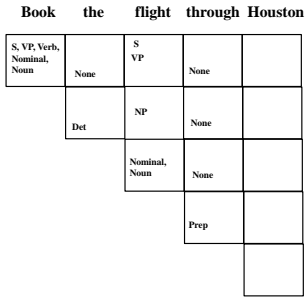 Book the flight through Houston
S, VP, Verb,
Nominal,
Noun
None
S
VP
None
Det
NP
None
Nominal,
Noun
None
Prep